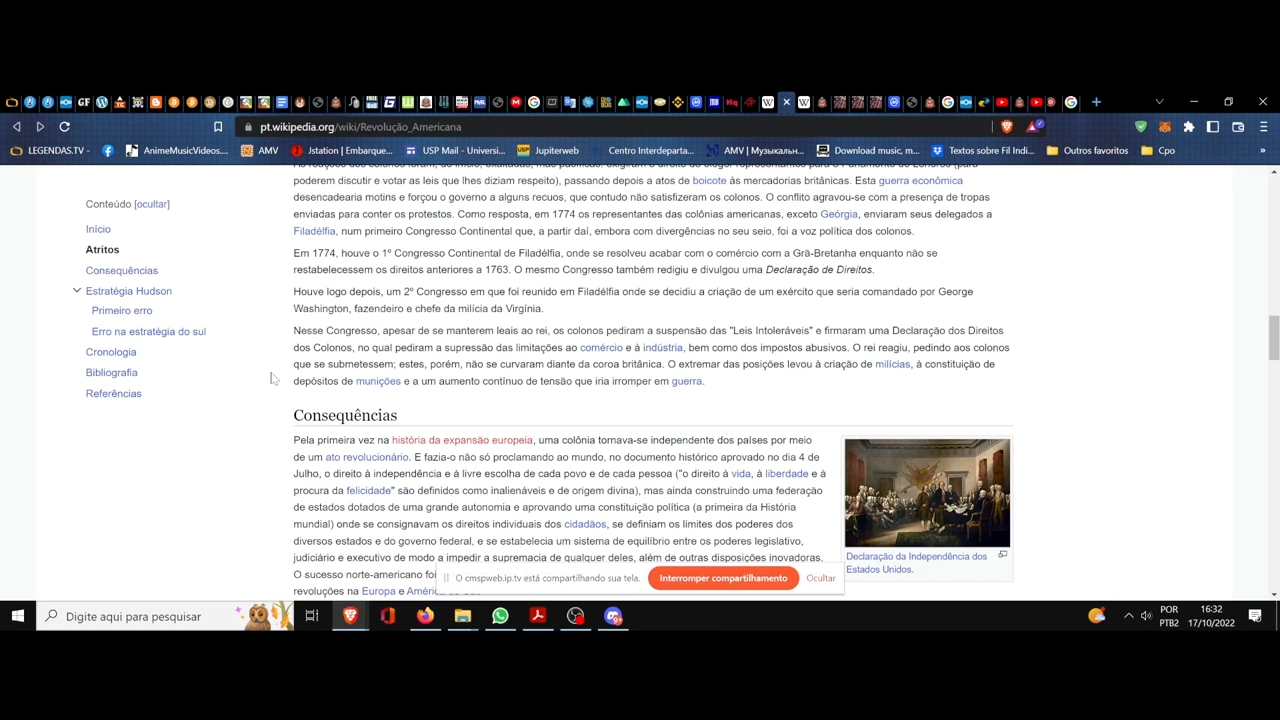 pt.wikipedia.org/wiki/Revolução_Americana
LEGENDAS.TV
AnimeMusicVideos...
AMV
Jstation | Embarque...
USP Mail - Universi...
Jupiterweb
Centro Interdeparta...
AMV | Музыкальн...
Download music, m...
Textos sobre Fil Indi...
Outros favoritos
Cpo
»
Conteúdo [ocultar]
Início
Atritos
Consequências
Estratégia Hudson
Primeiro erro
Erro na estratégia do sul
Cronologia
Bibliografia
Referências
poderem discutir e votar as leis que lhes diziam respeito), passando depois a atos de boicote às mercadorias britânicas. Esta guerra econômica
desencadearia motins e forçou o governo a alguns recuos, que contudo não satisfizeram os colonos. O conflito agravou-se com a presença de tropas
enviadas para conter os protestos. Como resposta, em 1774 os representantes das colônias americanas, exceto Geórgia, enviaram seus delegados a
Filadélfia, num primeiro Congresso Continental que, a partir daí, embora com divergências no seu seio, foi a voz política dos colonos.
Em 1774, houve o 1º Congresso Continental de Filadélfia, onde se resolveu acabar com o comércio com a Grã-Bretanha enquanto não se
restabelecessem os direitos anteriores a 1763. O mesmo Congresso também redigiu e divulgou uma Declaração de Direitos.
Houve logo depois, um 2º Congresso em que foi reunido em Filadélfia onde se decidiu a criação de um exército que seria comandado por George
Washington, fazendeiro e chefe da milícia da Virgínia.
Nesse Congresso, apesar de se manterem leais ao rei, os colonos pediram a suspensão das "Leis Intoleráveis" e firmaram uma Declaração dos Direitos
dos Colonos, no qual pediram a supressão das limitações ao comércio e à indústria, bem como dos impostos abusivos. O rei reagiu, pedindo aos colonos
que se submetessem; estes, porém, não se curvaram diante da coroa britânica. O extremar das posições levou à criação de milícias, à constituição de
depósitos de munições e a um aumento contínuo de tensão que iria irromper em guerra.
Consequências
Pela primeira vez na história da expansão europeia, uma colônia tornava-se independente dos países por meio
de um ato revolucionário. E fazia-o não só proclamando ao mundo, no documento histórico aprovado no dia 4 de
Julho, o direito à independência e à livre escolha de cada povo e de cada pessoa ("o direito à vida, à liberdade e à
procura da felicidade" são definidos como inalienáveis e de origem divina), mas ainda construindo uma federação
de estados dotados de uma grande autonomia e aprovando uma constituição política (a primeira da História
mundial) onde se consignavam os direitos individuais dos cidadãos, se definiam os limites dos poderes dos
diversos estados e do governo federal, e se estabelecia um sistema de equilíbrio entre os poderes legislativo,
judiciário e executivo de modo a impedir a supremacia de qualquer deles, além de outras disposições inovadoras.
O sucesso norte-americano foi
revoluções na Europa e
Declaração da Independência dos
Estados Unidos.
O cmspweb.ip.tv está compartilhando sua tela.
Interromper compartilhamento
Ocultar
Digite aqui para pesquisar
POR
PTB2
16:32
17/10/2022